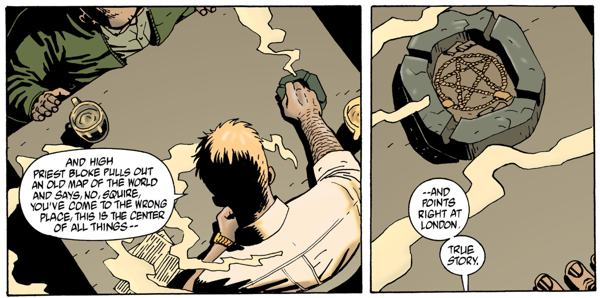 AND HIGH
PRIEST BLOKE PULLS OUT
AN OLD MAP OF THE WORLD
AND SAYS, NO, SQUIRE,
YOU'VE COME TO THE WRONG
PLACE, THIS IS THE CENTER
OF ALL THINGS--
--AND
POINTS
RIGHT AT
LONDON.
TRUE
STORY.